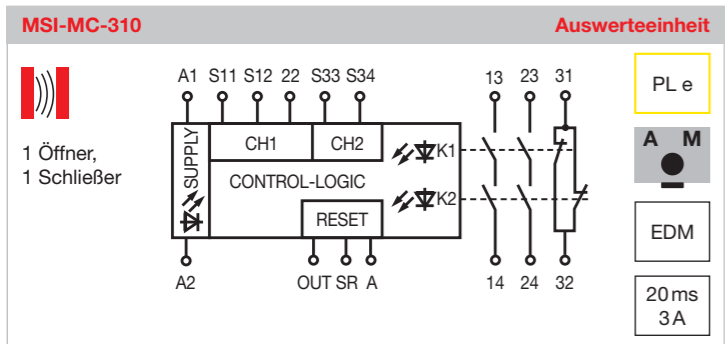 MSI-MC-310 Auswerteeinheit
A1 S11 S12 22 S33 S34 13 23 31
PL e
1 Öffner,
1 Schließer
SUPPLY
CH1 CH2
K1
A M
CONTROL-LOGIC
K2
RESET
EDM
A2 OUT SR A 14 24 32
20 ms
3 A